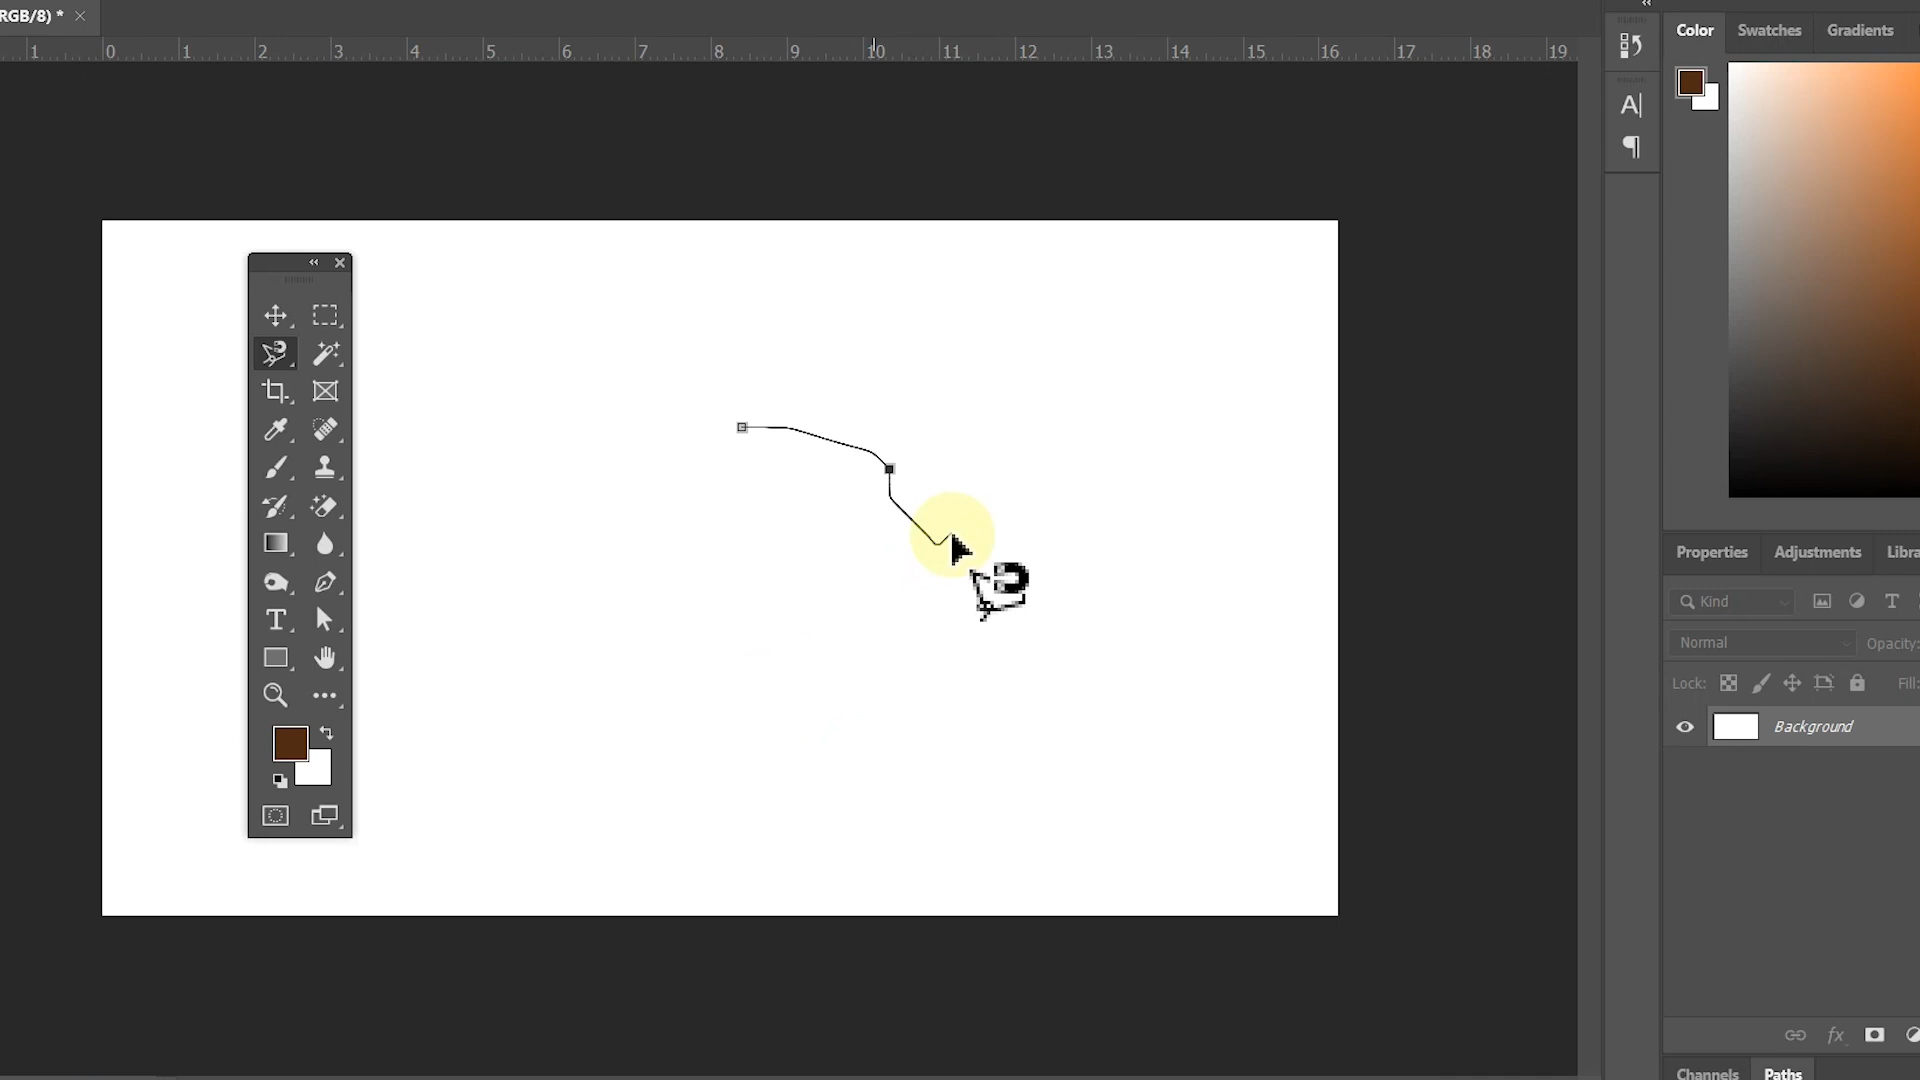 RGB/8) *
1 0 1 2 3 4 5 6 7 8 9 10 11 12 13 14 15 16 17 18 19
Color Swatches Gradients
A|
¶
Properties Adjustments Libra
Kind
T
Normal Opacity:
Lock: Fill:
Background
T
fx
Channels Paths